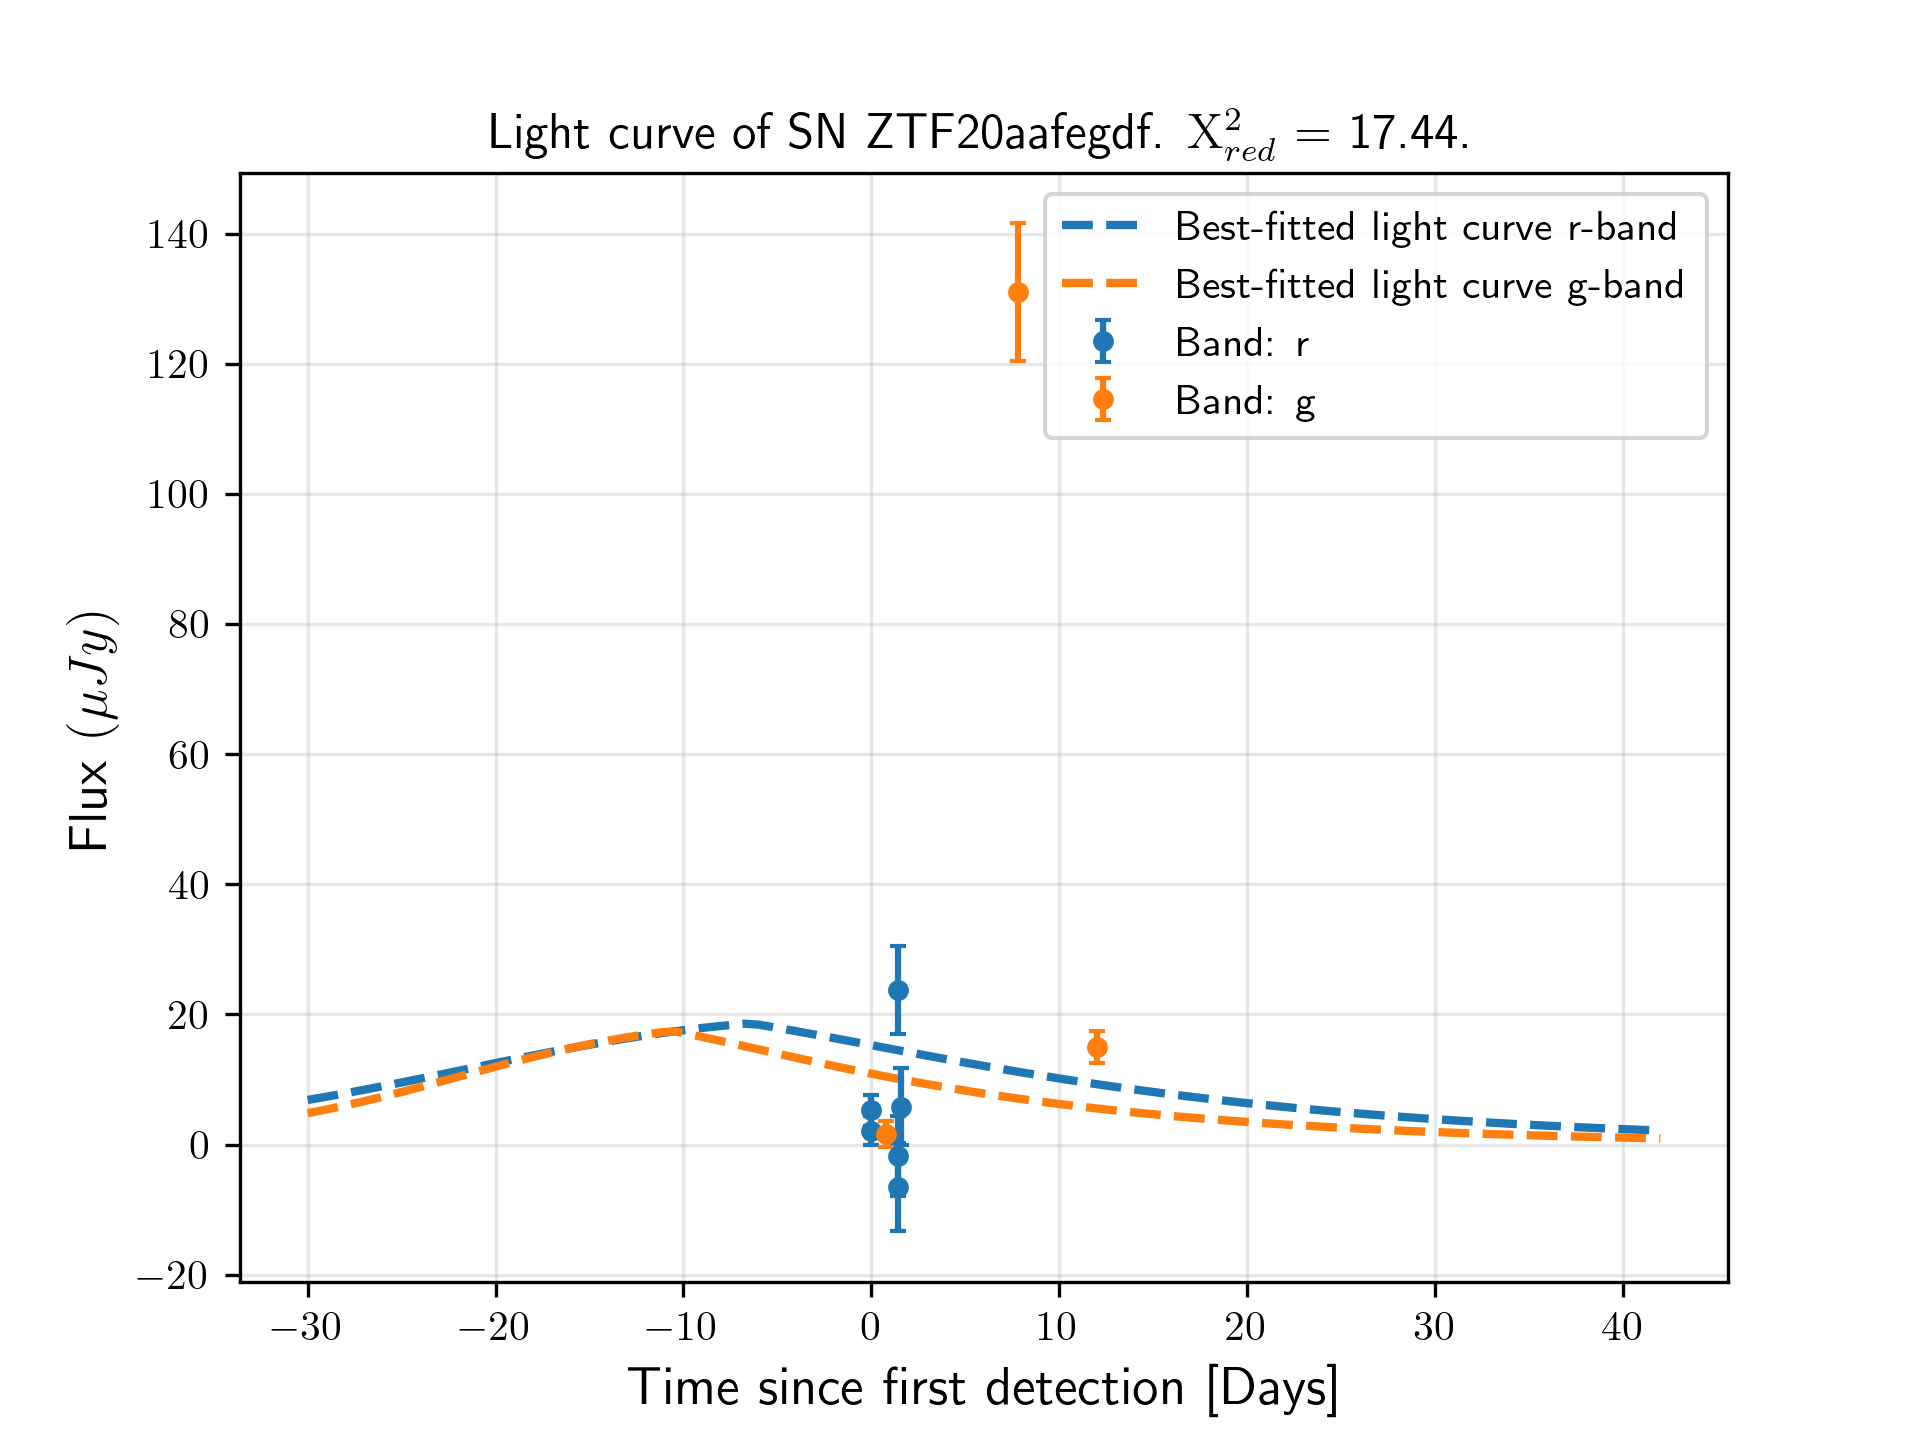 Light curve of SN ZTF20aafegdf. X²red = 17.44.
140
120
100
80
60
40
20
0
−20
Flux (μJy)
Best-fitted light curve r-band
Best-fitted light curve g-band
Band: r
Band: g
−30 −20 −10 0 10 20 30 40
Time since first detection [Days]